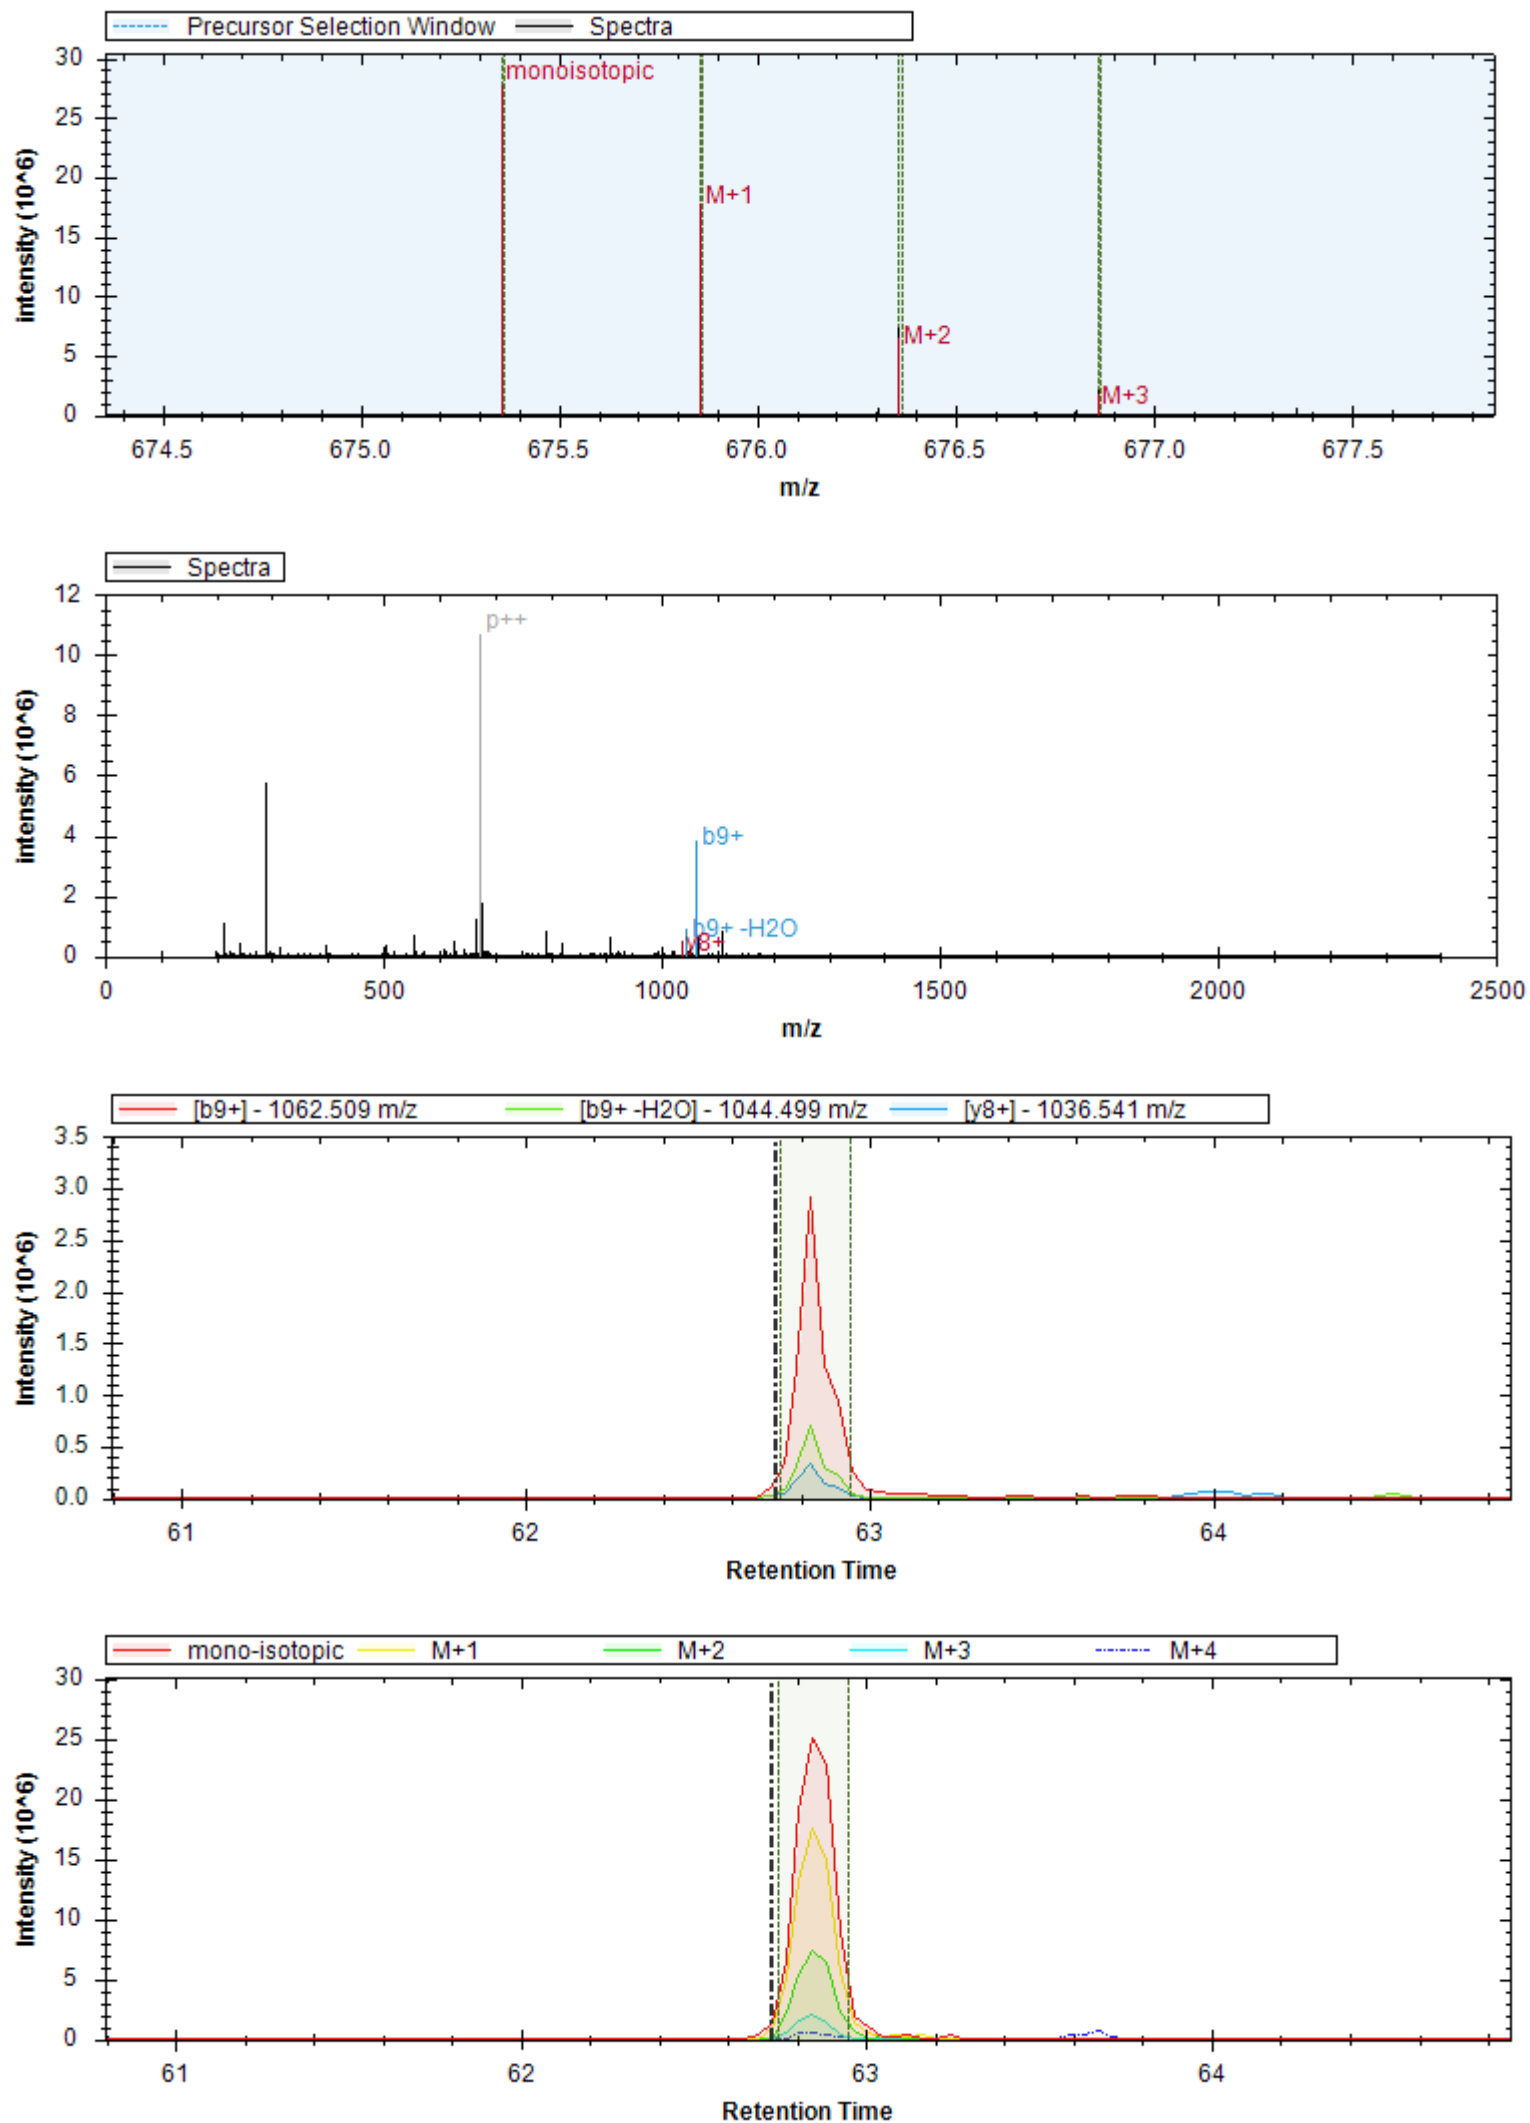 Precursor Selection Window Spectra
30
25
20
15
10
5
0
intensity (10^6)
monoisotopic
M+1
M+2
M+3
674.5 675.0 675.5 676.0 676.5 677.0 677.5
m/z
Spectra
12
10
8
6
4
2
0
intensity (10^6)
p++
b9+
b9+ -H2O
y8+
0 500 1000 1500 2000 2500
m/z
[b9+] - 1062.509 m/z [b9+ -H2O] - 1044.499 m/z [y8+] - 1036.541 m/z
3.5
3.0
2.5
2.0
1.5
1.0
0.5
0.0
Intensity (10^6)
61 62 63 64
Retention Time
mono-isotopic M+1 M+2 M+3 M+4
30
25
20
15
10
5
0
Intensity (10^6)
61 62 63 64
Retention Time